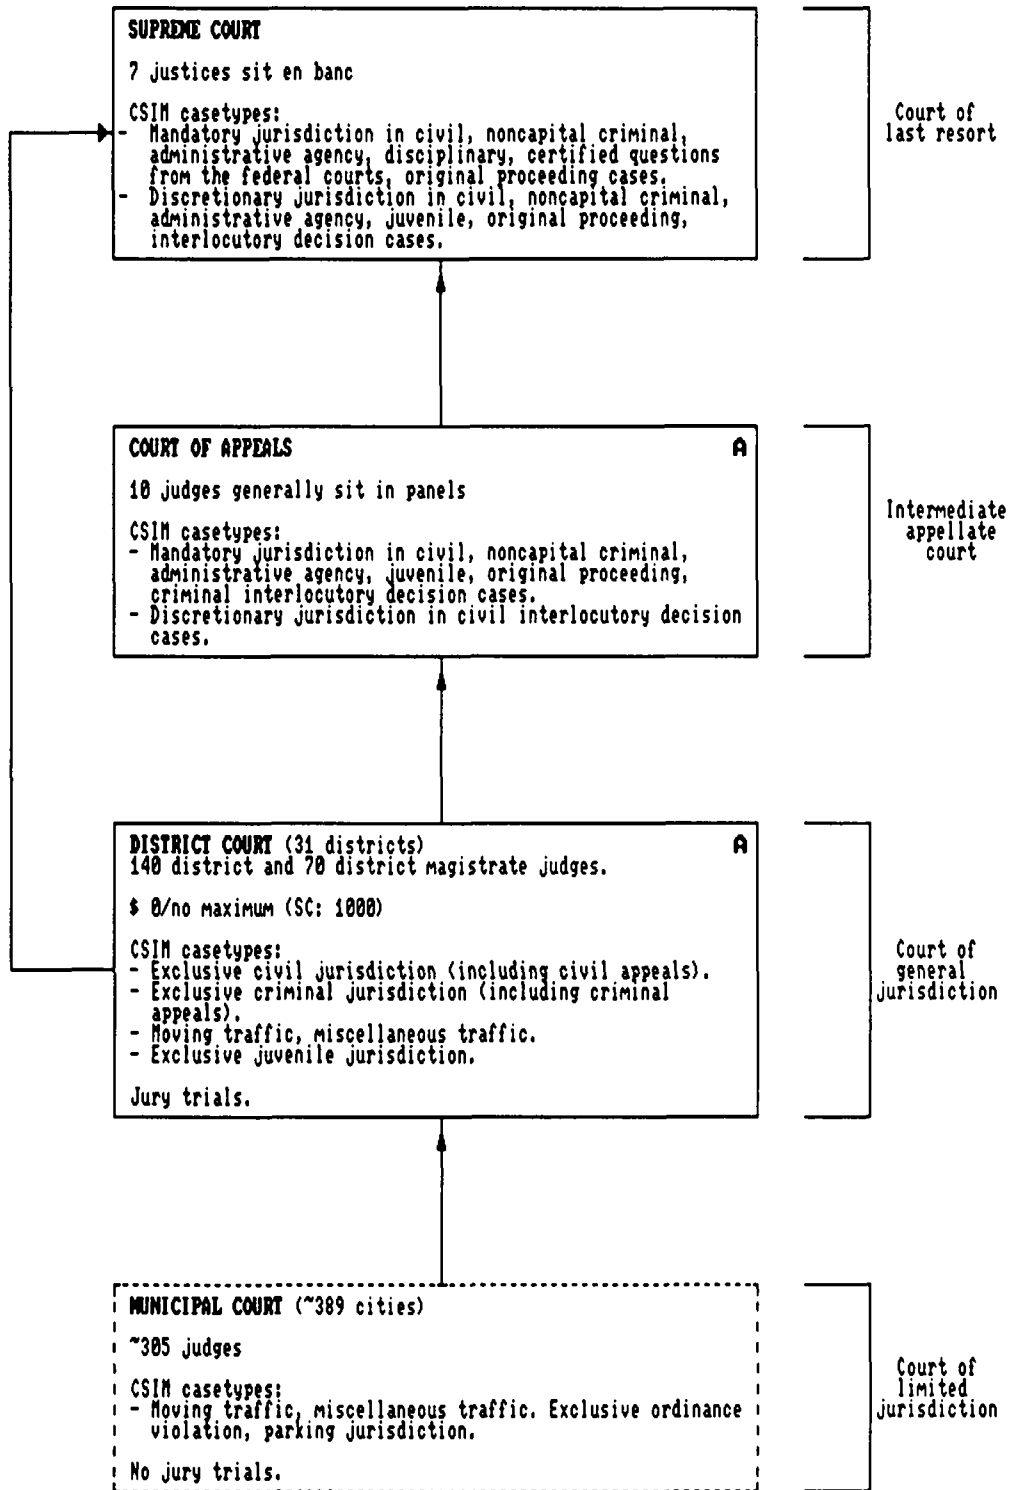 SUPREME COURT
7 justices sit en banc
CSIM casetypes:
- Mandatory jurisdiction in civil, noncapital criminal,
administrative agency, disciplinary, certified questions
from the federal courts, original proceeding cases.
- Discretionary jurisdiction in civil, noncapital criminal,
administrative agency, juvenile, original proceeding,
interlocutory decision cases.
Court of
last resort
COURT OF APPEALS A
10 judges generally sit in panels
CSIM casetypes:
- Mandatory jurisdiction in civil, noncapital criminal,
administrative agency, juvenile, original proceeding,
criminal interlocutory decision cases.
- Discretionary jurisdiction in civil interlocutory decision
cases.
Intermediate
appellate
court
DISTRICT COURT (31 districts) A
140 district and 70 district magistrate judges.
$ 0/no maximum (SC: 1000)
CSIM casetypes:
- Exclusive civil jurisdiction (including civil appeals).
- Exclusive criminal jurisdiction (including criminal
appeals).
- Moving traffic, miscellaneous traffic.
- Exclusive juvenile jurisdiction.
Jury trials.
Court of
general
jurisdiction
MUNICIPAL COURT (~389 cities)
~305 judges
CSIM casetypes:
- Moving traffic, miscellaneous traffic. Exclusive ordinance
violation, parking jurisdiction.
No jury trials.
Court of
limited
jurisdiction